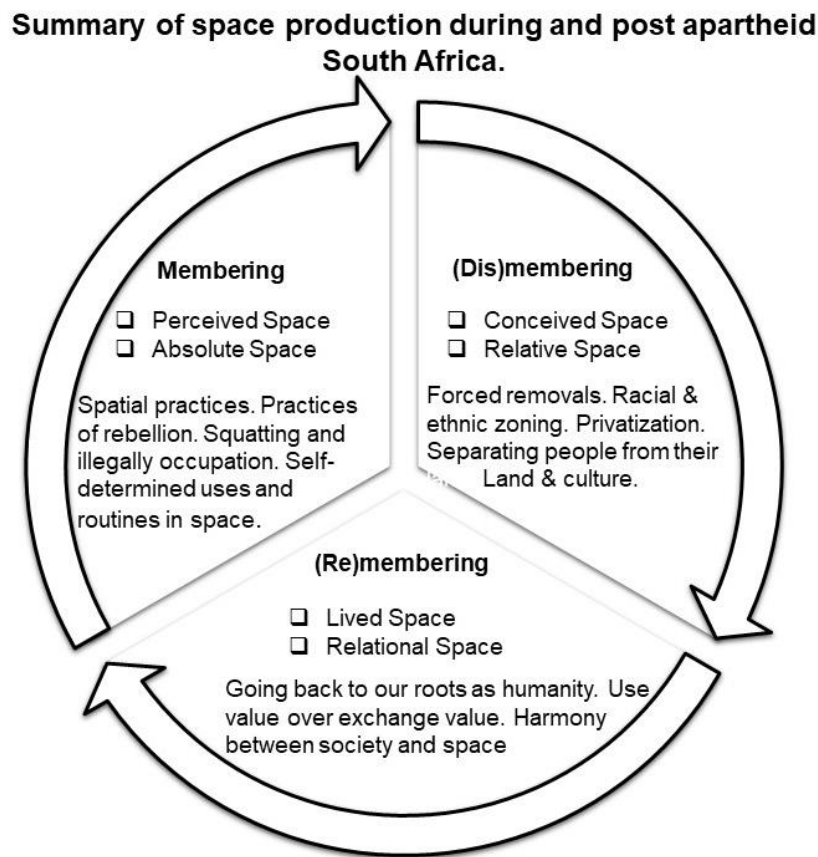 Summary of space production during and post apartheid
South Africa.
Membering
❑ Perceived Space
❑ Absolute Space
Spatial practices. Practices
of rebellion. Squatting and
illegally occupation. Self-
determined uses and
routines in space.
(Dis)membering
❑ Conceived Space
❑ Relative Space
Forced removals. Racial &
ethnic zoning. Privatization.
Separating people from their
Land & culture.
(Re)membering
❑ Lived Space
❑ Relational Space
Going back to our roots as humanity. Use
value over exchange value. Harmony
between society and space